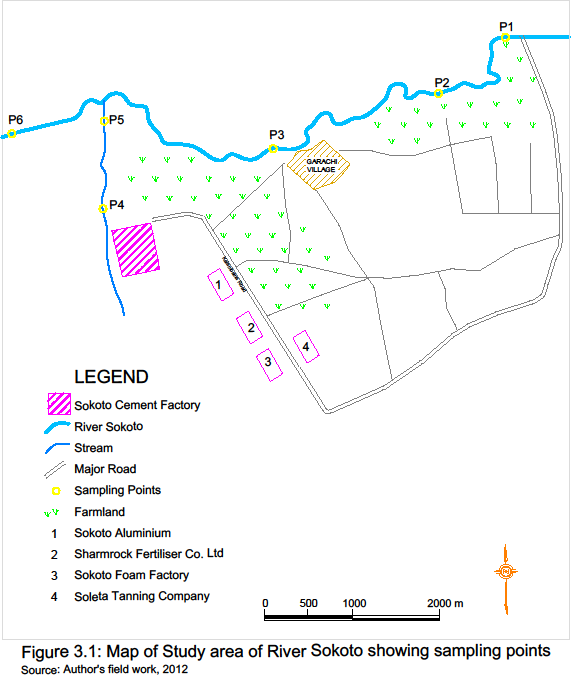 P1
P2
P6
P5
P3
GARACHI
VILLAGE
P4
1
2
3
4
LEGEND
Sokoto Cement Factory
River Sokoto
Stream
Major Road
Sampling Points
Farmland
1 Sokoto Aluminium
2 Sharmrock Fertiliser Co. Ltd
3 Sokoto Foam Factory
4 Soleta Tanning Company
0 500 1000 2000 m
Figure 3.1: Map of Study area of River Sokoto showing sampling points
Source: Author's field work, 2012